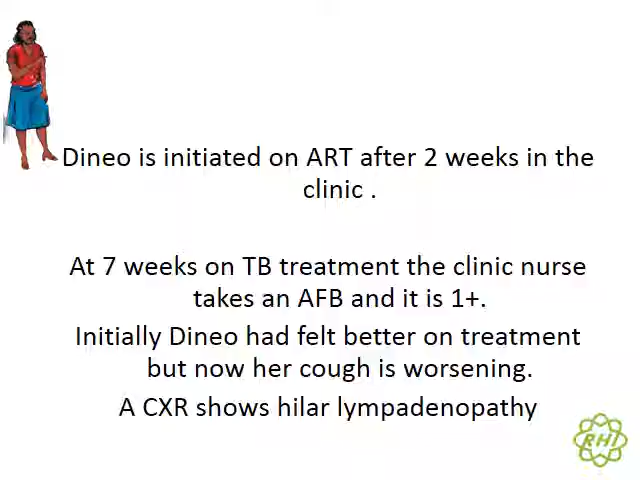 Dineo is initiated on ART after 2 weeks in the
clinic .
At 7 weeks on TB treatment the clinic nurse
takes an AFB and it is 1+.
Initially Dineo had felt better on treatment
but now her cough is worsening.
A CXR shows hilar lympadenopathy
RHI